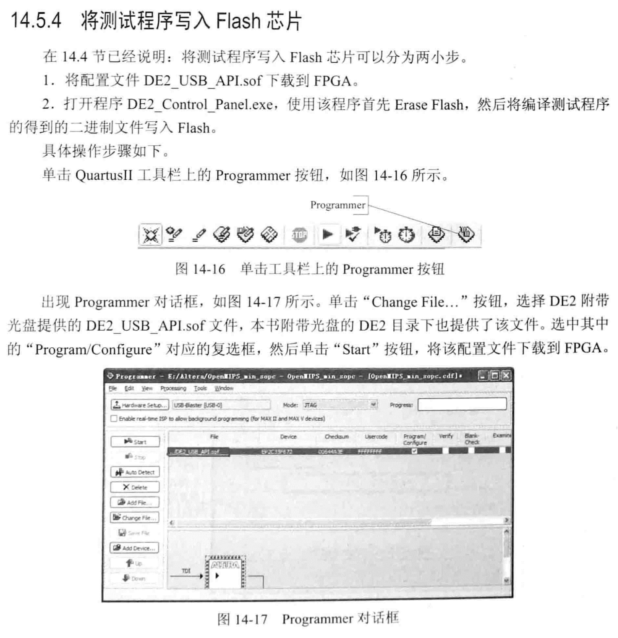 14.5.4 将测试程序写入 Flash 芯片
在 14.4 节已经说明：将测试程序写入 Flash 芯片可以分为两小步。
1．将配置文件 DE2_USB_API.sof 下载到 FPGA。
2．打开程序 DE2_Control_Panel.exe，使用该程序首先 Erase Flash，然后将编译测试程序
的得到的二进制文件写入 Flash。
具体操作步骤如下。
单击 QuartusII 工具栏上的 Programmer 按钮，如图 14-16 所示。
Programmer
STOP
图 14-16 单击工具栏上的 Programmer 按钮
出现 Programmer 对话框，如图 14-17 所示。单击“Change File…”按钮，选择 DE2 附带
光盘提供的 DE2_USB_API.sof 文件，本书附带光盘的 DE2 目录下也提供了该文件。选中其中
的“Program/Configure”对应的复选框，然后单击“Start”按钮，将该配置文件下载到 FPGA。
Programmer - E:/Altera/OpenMIPS_min_sopc - OpenMIPS_min_sopc - [OpenMIPS_min_sopc.cdf]*
File Edit View Processing Tools Window
Hardware Setup... USB-Blaster [USB-0] Mode: JTAG Progress:
Enable real-time ISP to allow background programming (for MAX II and MAX V devices)
File Device Checksum Usercode Program/ Verify Blank- Examine
Configure Check
Start
Stop
DE2_USB_API.sof EP2C35F672 FFFFFFFF
Auto Detect
Delete
Add File...
Change File...
Save File
Add Device...
Up
Down
TDI
图 14-17 Programmer 对话框